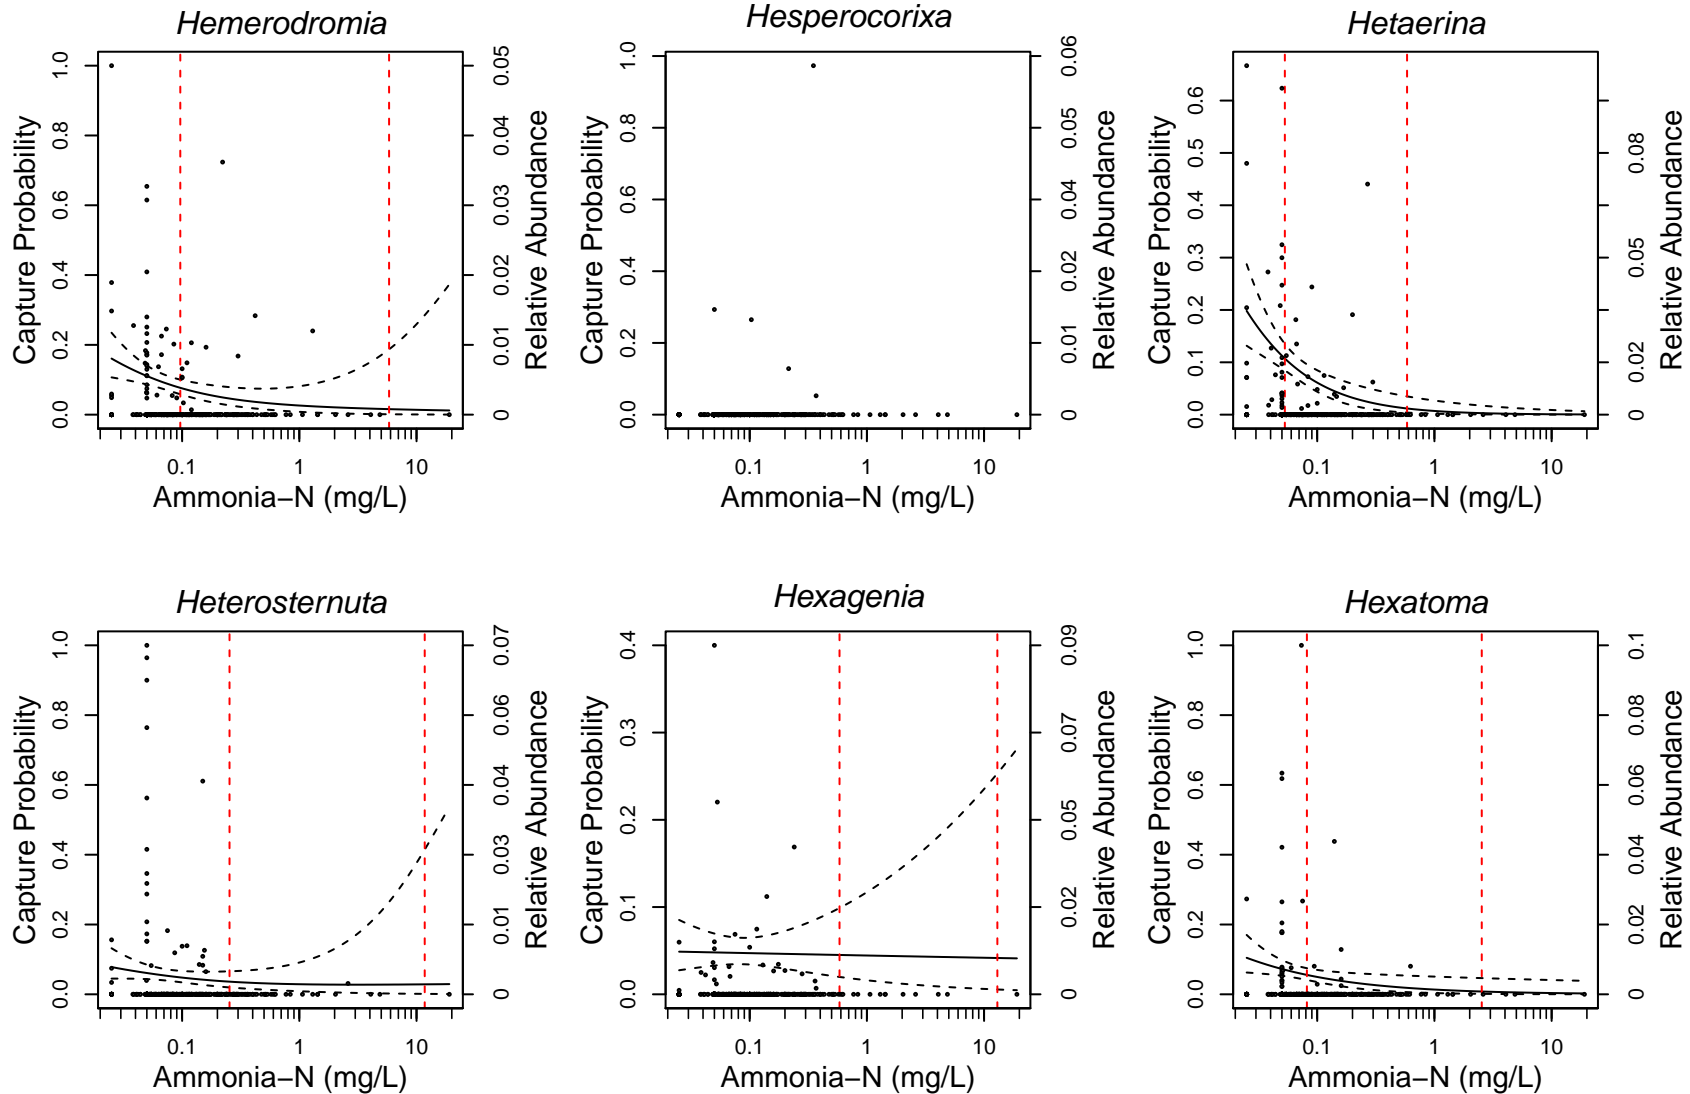 Hemerodromia
Capture Probability
0.0 0.2 0.4 0.6 0.8 1.0
0 0.01 0.02 0.03 0.04 0.05
Relative Abundance
0.1 1 10
Ammonia−N (mg/L)
Hesperocorixa
Capture Probability
0.0 0.2 0.4 0.6 0.8 1.0
0 0.01 0.02 0.04 0.05 0.06
Relative Abundance
0.1 1 10
Ammonia−N (mg/L)
Hetaerina
Capture Probability
0.0 0.1 0.2 0.3 0.4 0.5 0.6
0 0.02 0.05 0.08
Relative Abundance
0.1 1 10
Ammonia−N (mg/L)
Heterosternuta
Capture Probability
0.0 0.2 0.4 0.6 0.8 1.0
0 0.01 0.03 0.04 0.06 0.07
Relative Abundance
0.1 1 10
Ammonia−N (mg/L)
Hexagenia
Capture Probability
0.0 0.1 0.2 0.3 0.4
0 0.02 0.05 0.07 0.09
Relative Abundance
0.1 1 10
Ammonia−N (mg/L)
Hexatoma
Capture Probability
0.0 0.2 0.4 0.6 0.8 1.0
0 0.02 0.04 0.06 0.08 0.1
Relative Abundance
0.1 1 10
Ammonia−N (mg/L)